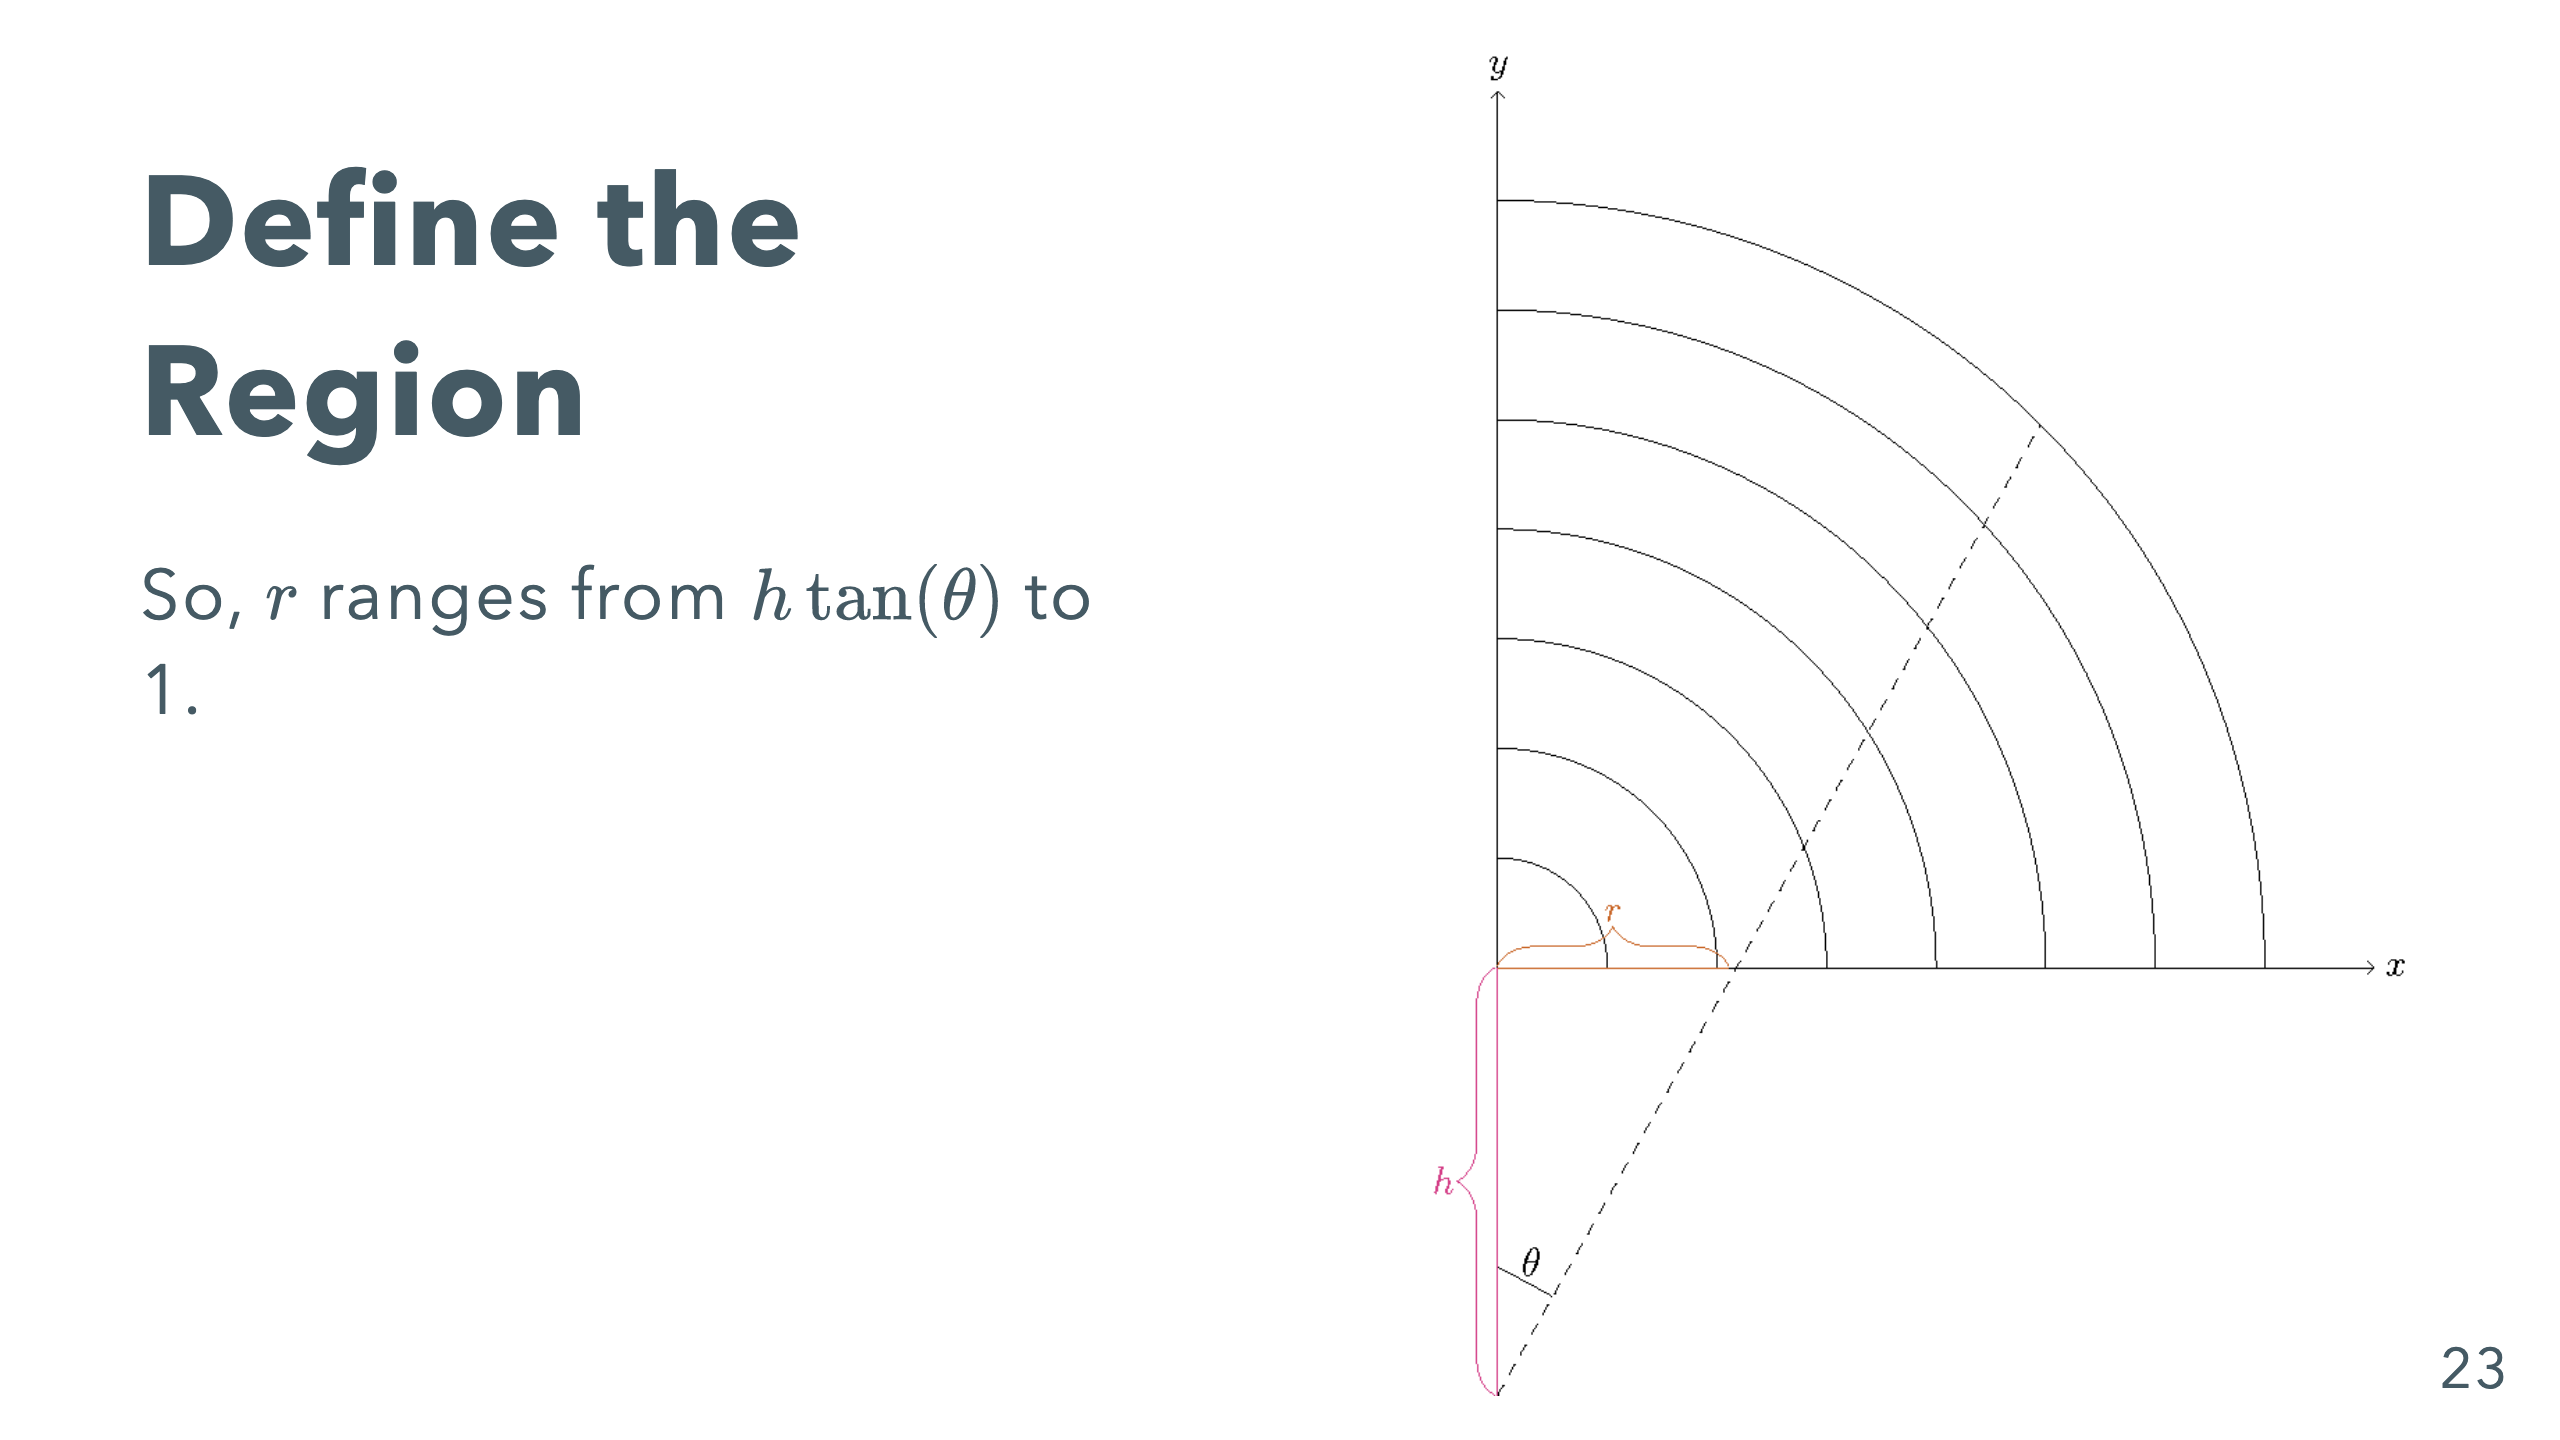 Define the
Region
So, r ranges from h tan(θ) to
1.
y
r
x
h
θ
23